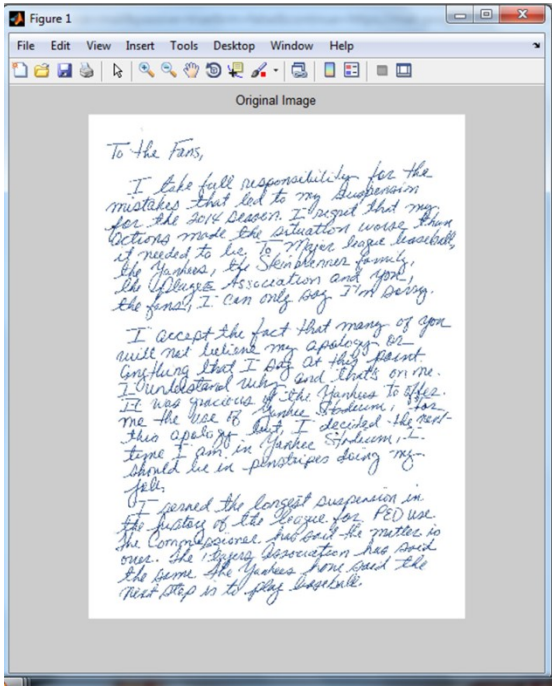 Figure 1
File Edit View Insert Tools Desktop Window Help
Original Image
To the Fans,
I take full responsibility for the
mistakes that led to my suspension
for the 2014 season. I regret that my
actions made the situation worse than
it needed to be. To Major league baseball,
the Yankees, the Steinbrenner family,
the Players Association and you,
the fans, I can only say I'm sorry.
I accept the fact that many of you
will not believe my apology or
anything that I say at this point.
I understand why and that's on me.
It was gracious of the Yankees to offer
me the use of Yankee Stadium, for
this apology but, I decided the next
time I am in Yankee Stadium, I
should be in pinstripes doing my
job.
I served the longest suspension in
the history of the league for PED use.
The Commissioner has said the matter is
over. The Players Association has said
the same. The Yankees have said the
next step is to play baseball.